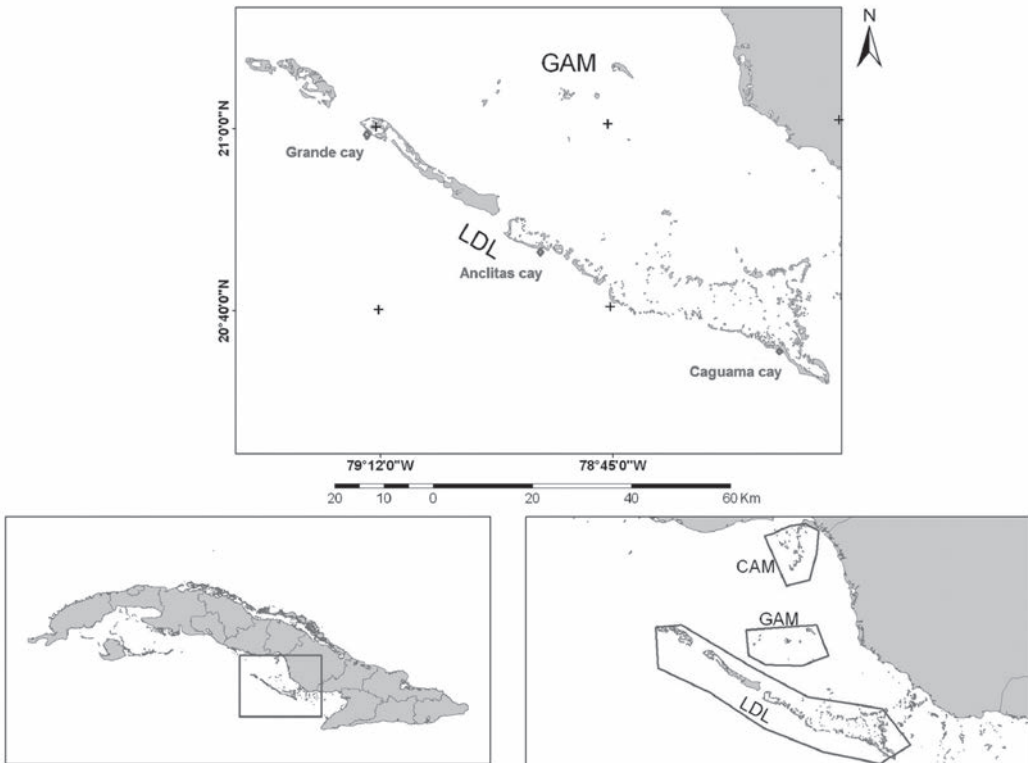 N
GAM
21°0'0"N
Grande cay
LDL
Anclitas cay
20°40'0"N
Caguama cay
79°12'0"W 78°45'0"W
20 10 0 20 40 60 Km
CAM
GAM
LDL